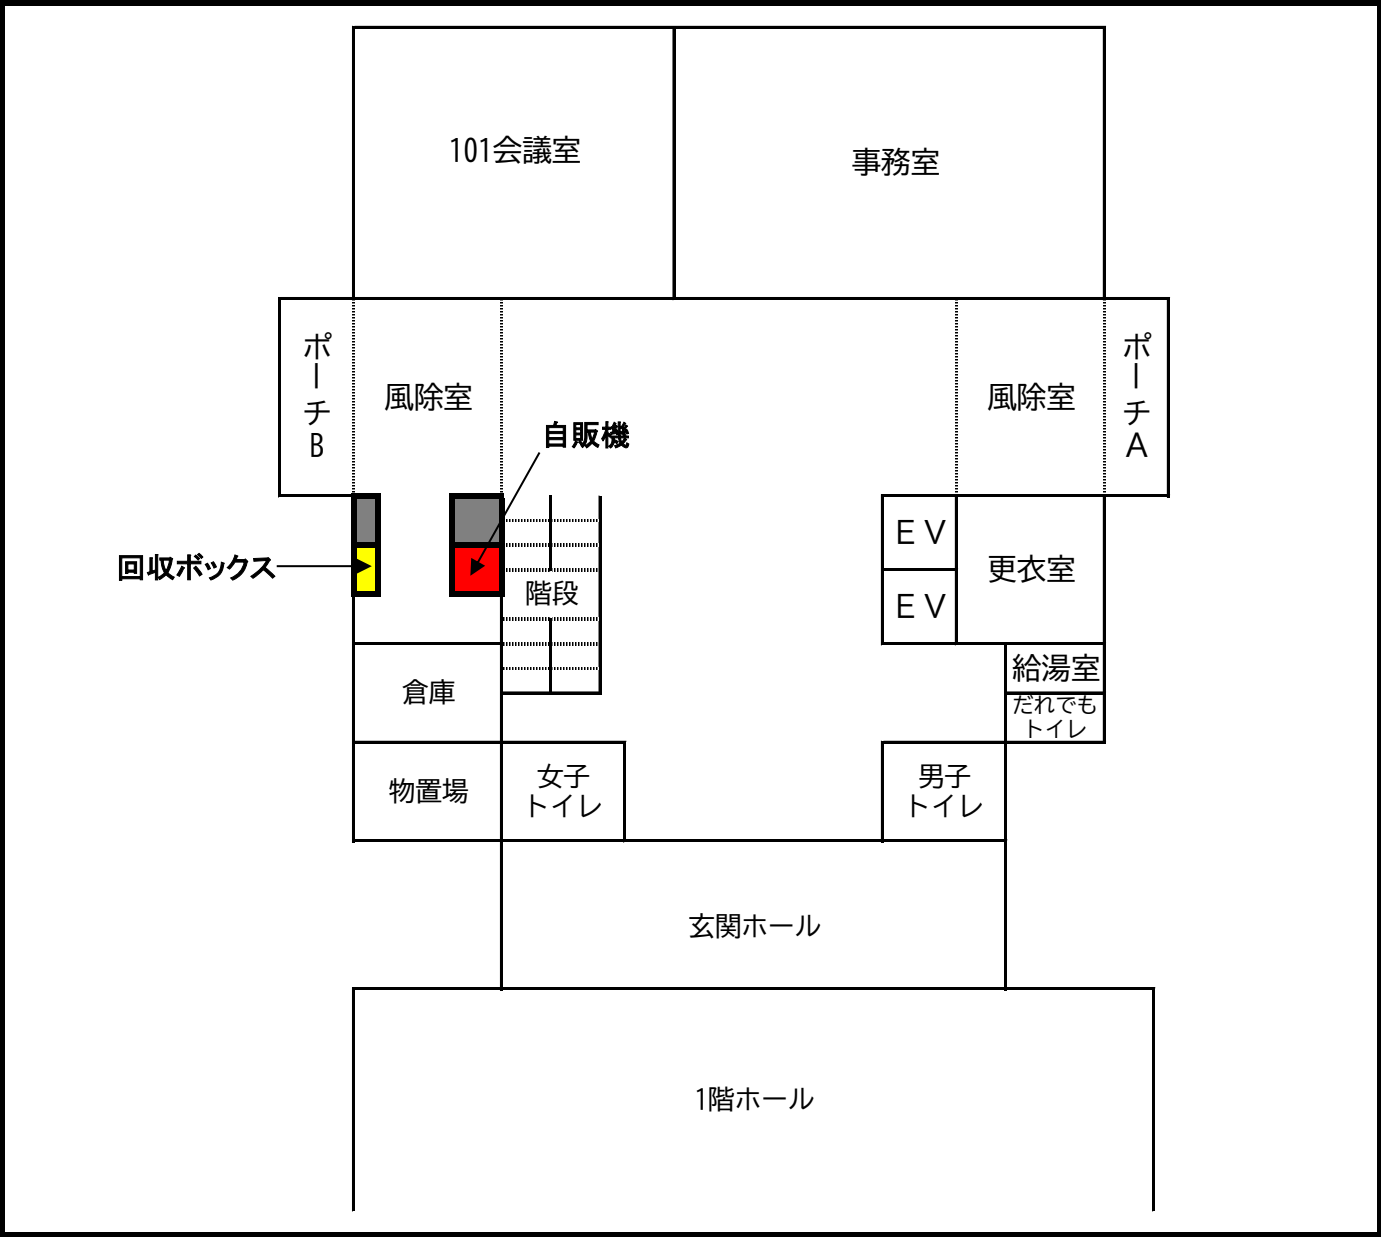 101会議室
事務室
ポーチB
風除室
風除室
ポーチA
自販機
回収ボックス
階段
EV
EV
更衣室
給湯室
だれでも
トイレ
倉庫
物置場
女子
トイレ
男子
トイレ
玄関ホール
1階ホール